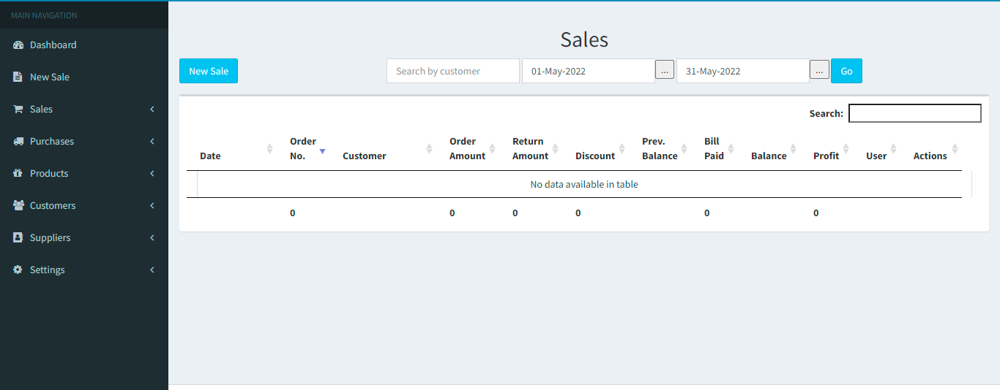 MAIN NAVIGATION
Dashboard
New Sale
Sales
Purchases
Products
Customers
Suppliers
Settings
Sales
New Sale
Search by customer
01-May-2022
...
31-May-2022
...
Go
Search:
Date
Order
No.
Customer
Order
Amount
Return
Amount
Discount
Prev.
Balance
Bill
Paid
Balance
Profit
User
Actions
No data available in table
0 0 0 0 0 0